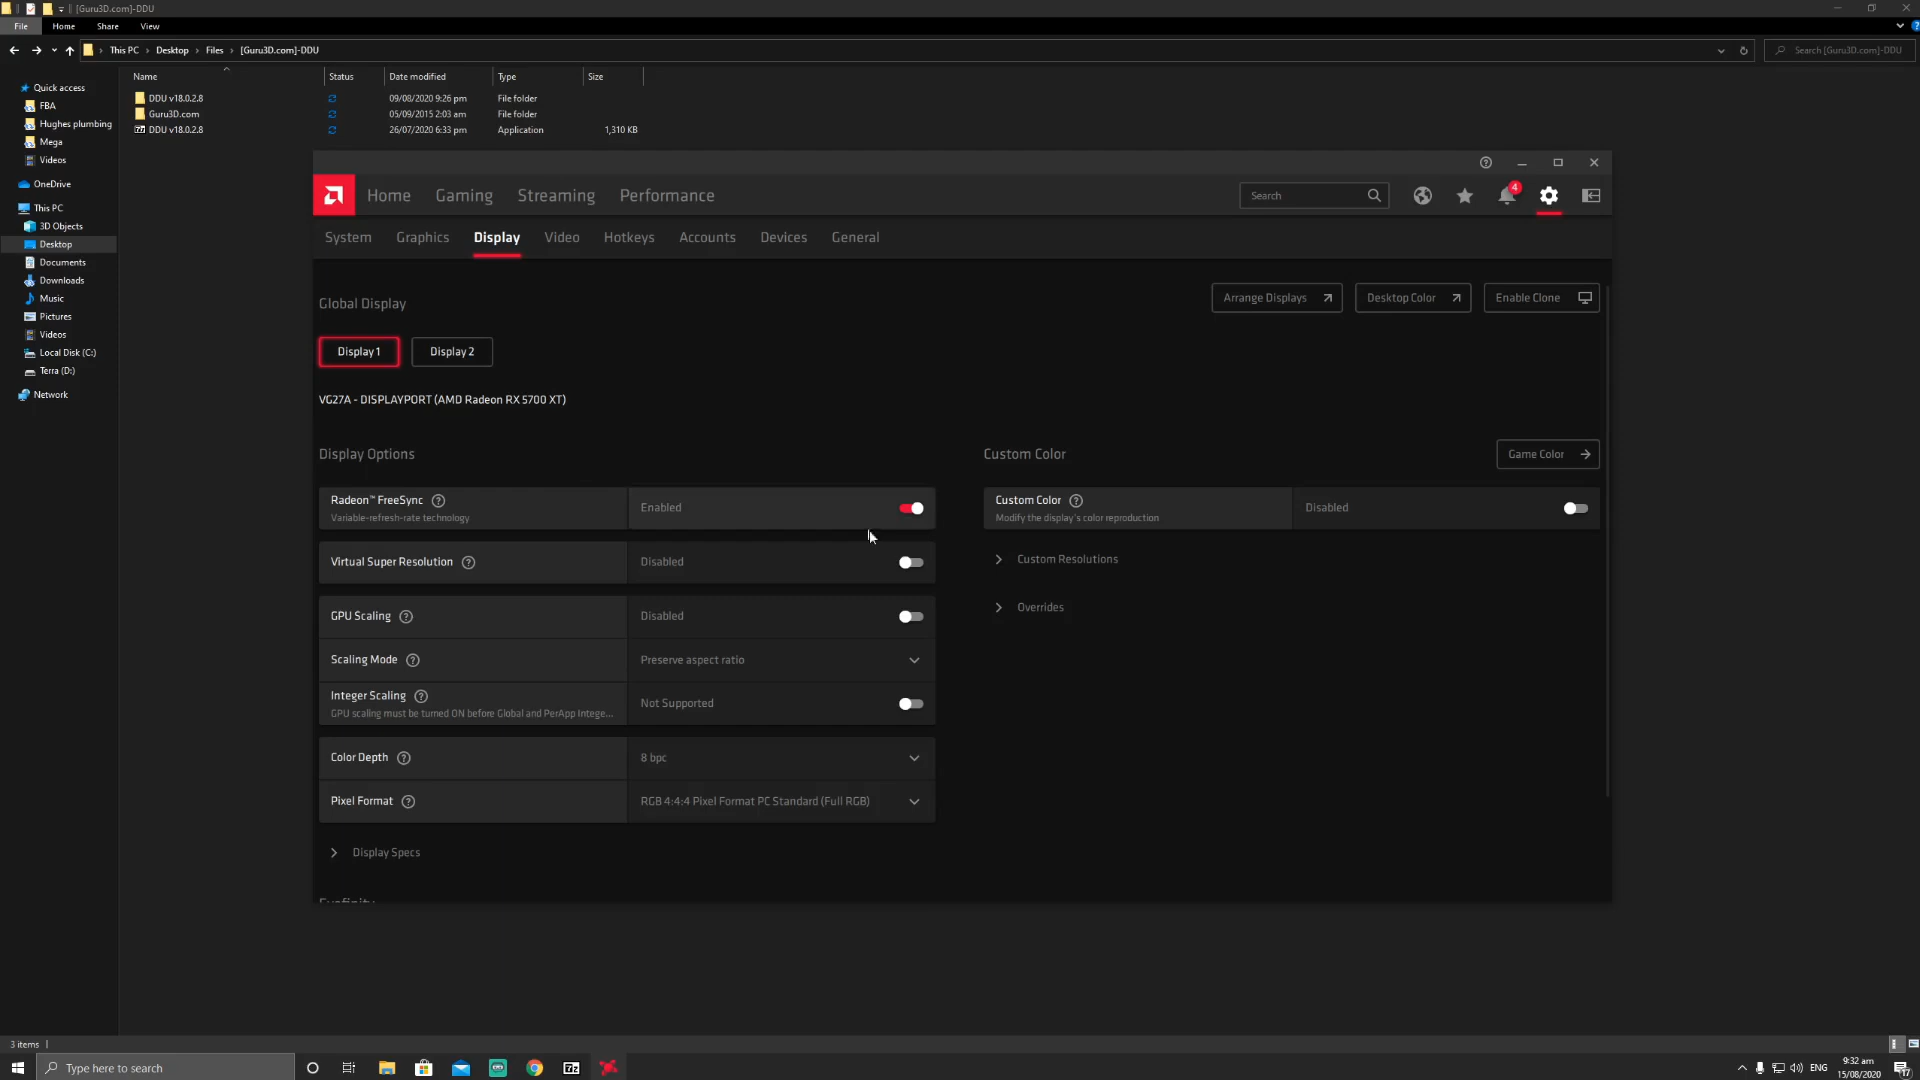 [Guru3D.com]-DDU
File Home Share View
This PC Desktop Files [Guru3D.com]-DDU
Search [Guru3D.com]-DDU
Name Status Date modified Type Size
DDU v18.0.2.8 09/08/2020 9:26 pm File folder
Guru3D.com 05/09/2015 2:03 am File folder
DDU v18.0.2.8 26/07/2020 6:33 pm Application 1,310 KB
Quick access
FBA
Hughes plumbing
Mega
Videos
OneDrive
This PC
3D Objects
Desktop
Documents
Downloads
Music
Pictures
Videos
Local Disk (C:)
Terra (D:)
Network
Home Gaming Streaming Performance
Search
4
System Graphics Display Video Hotkeys Accounts Devices General
Global Display
Arrange Displays Desktop Color Enable Clone
Display 1 Display 2
VG27A - DISPLAYPORT (AMD Radeon RX 5700 XT)
Display Options
Radeon™ FreeSync
Variable-refresh-rate technology
Enabled
Virtual Super Resolution Disabled
GPU Scaling Disabled
Scaling Mode Preserve aspect ratio
Integer Scaling
GPU scaling must be turned ON before Global and PerApp Intege...
Not Supported
Color Depth 8 bpc
Pixel Format RGB 4:4:4 Pixel Format PC Standard (Full RGB)
Display Specs
Eyefinity
Custom Color
Game Color
Custom Color
Modify the display's color reproduction
Disabled
Custom Resolutions
Overrides
3 items
Type here to search
7z
ENG
9:32 am
15/08/2020
17